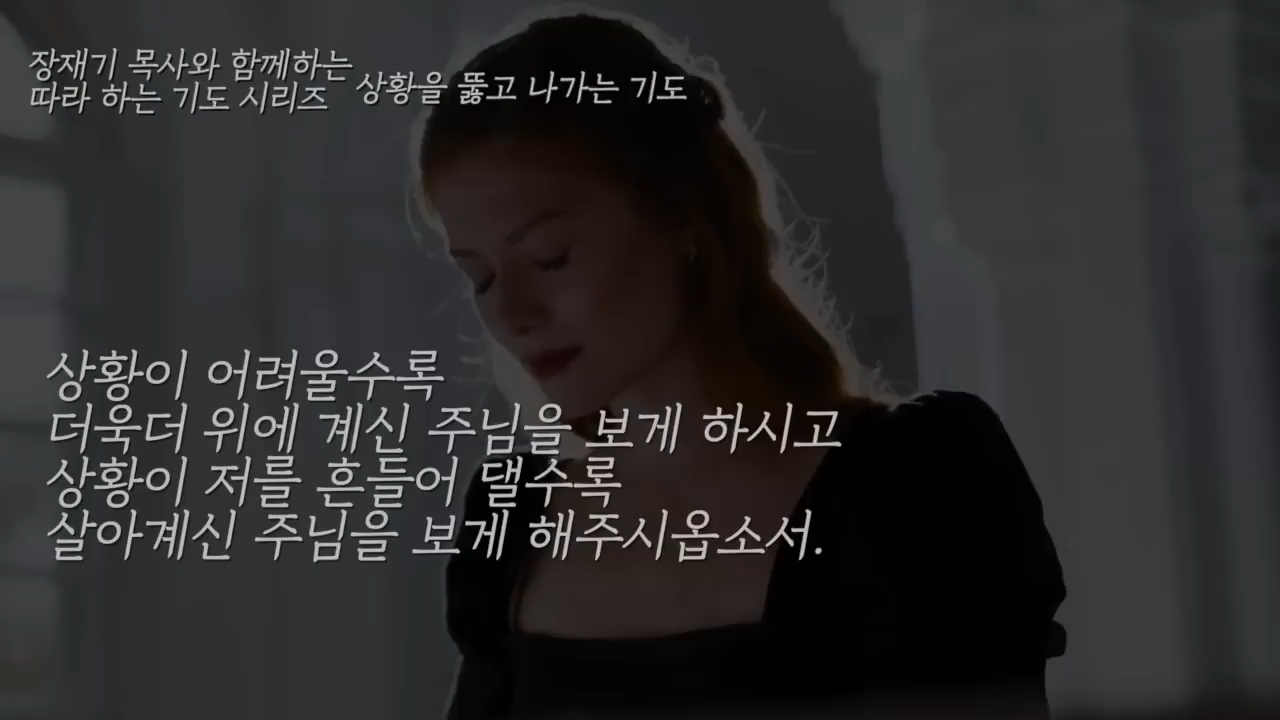 장재기 목사와 함께하는
따라 하는 기도 시리즈
상황을 뚫고 나가는 기도
상황이 어려울수록
더욱더 위에 계신 주님을 보게 하시고
상황이 저를 흔들어 댈수록
살아계신 주님을 보게 해주시옵소서.